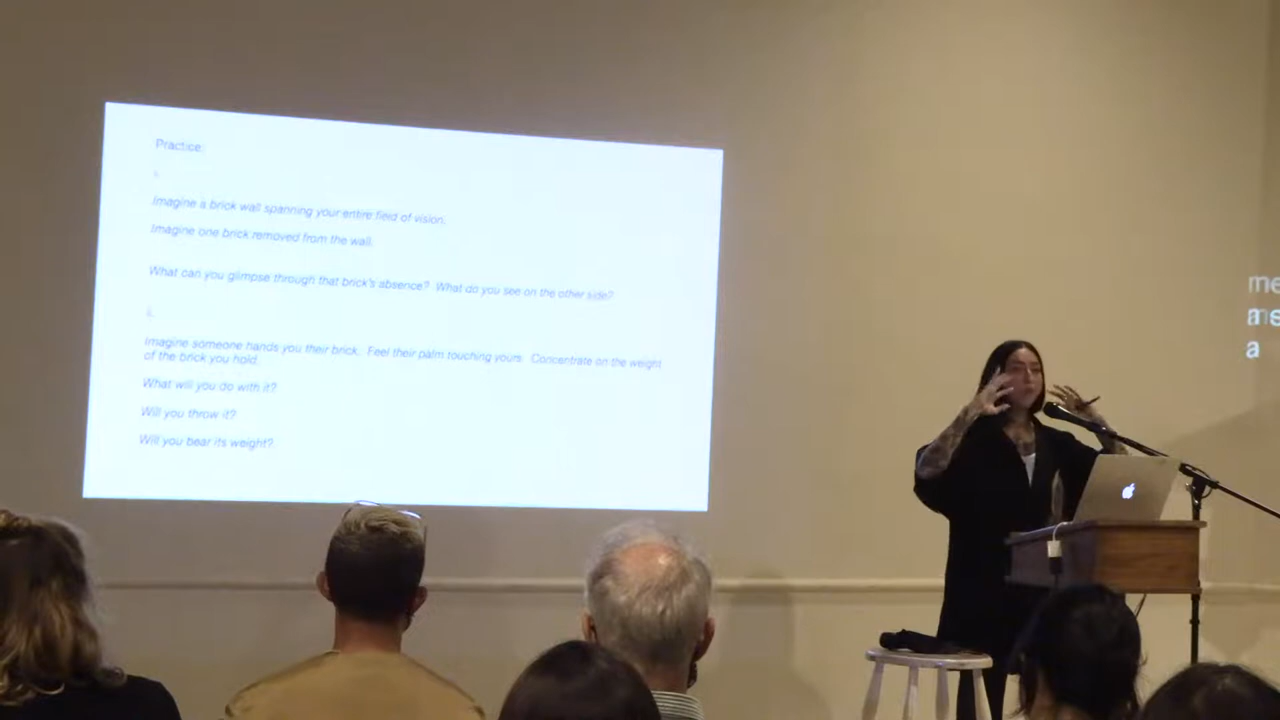 Practice:
i.
Imagine a brick wall spanning your entire field of vision.
Imagine one brick removed from the wall.
What can you glimpse through that brick's absence? What do you see on the other side?
ii.
Imagine someone hands you their brick. Feel their palm touching yours. Concentrate on the weight
of the brick you hold.
What will you do with it?
Will you throw it?
Will you bear its weight?
me
a